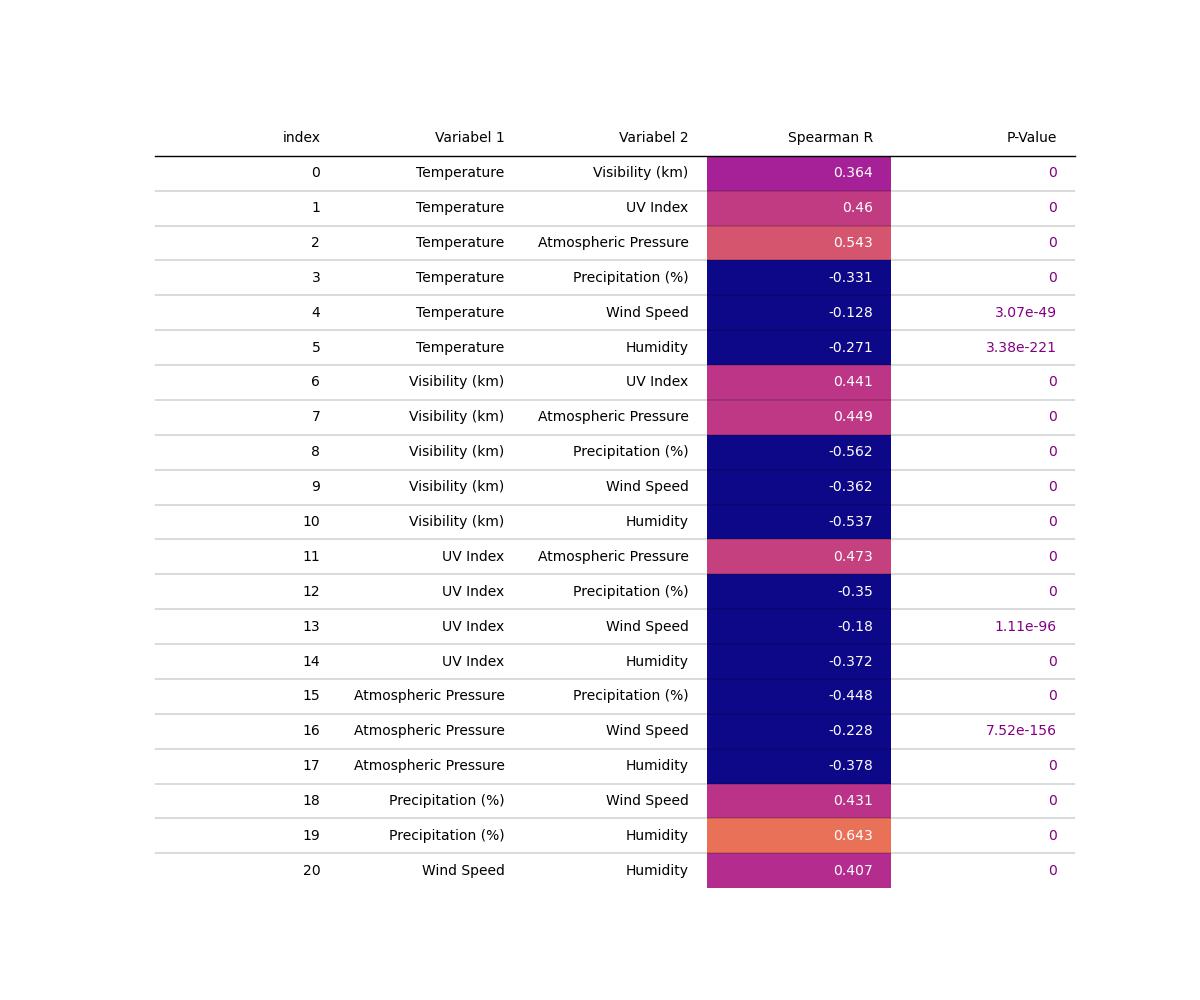 index Variabel 1 Variabel 2 Spearman R P-Value
0 Temperature Visibility (km) 0.364 0
1 Temperature UV Index 0.46 0
2 Temperature Atmospheric Pressure 0.543 0
3 Temperature Precipitation (%) -0.331 0
4 Temperature Wind Speed -0.128 3.07e-49
5 Temperature Humidity -0.271 3.38e-221
6 Visibility (km) UV Index 0.441 0
7 Visibility (km) Atmospheric Pressure 0.449 0
8 Visibility (km) Precipitation (%) -0.562 0
9 Visibility (km) Wind Speed -0.362 0
10 Visibility (km) Humidity -0.537 0
11 UV Index Atmospheric Pressure 0.473 0
12 UV Index Precipitation (%) -0.35 0
13 UV Index Wind Speed -0.18 1.11e-96
14 UV Index Humidity -0.372 0
15 Atmospheric Pressure Precipitation (%) -0.448 0
16 Atmospheric Pressure Wind Speed -0.228 7.52e-156
17 Atmospheric Pressure Humidity -0.378 0
18 Precipitation (%) Wind Speed 0.431 0
19 Precipitation (%) Humidity 0.643 0
20 Wind Speed Humidity 0.407 0